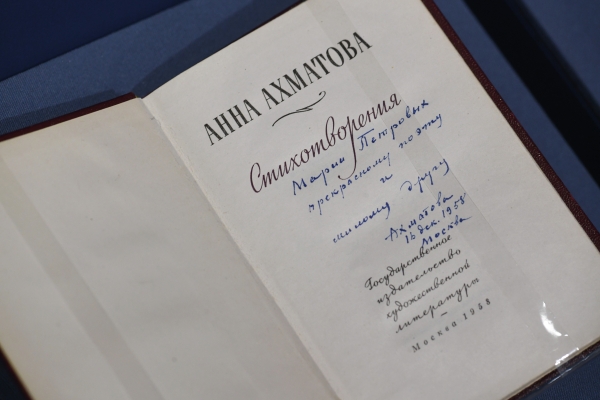 АННА АХМАТОВА
Стихотворения
Марии Петровых
прекрасному поэту
и
милому другу
Ахматова
16 дек. 1958
Москва
Государственное
издательство
художественной
литературы
Москва 1958